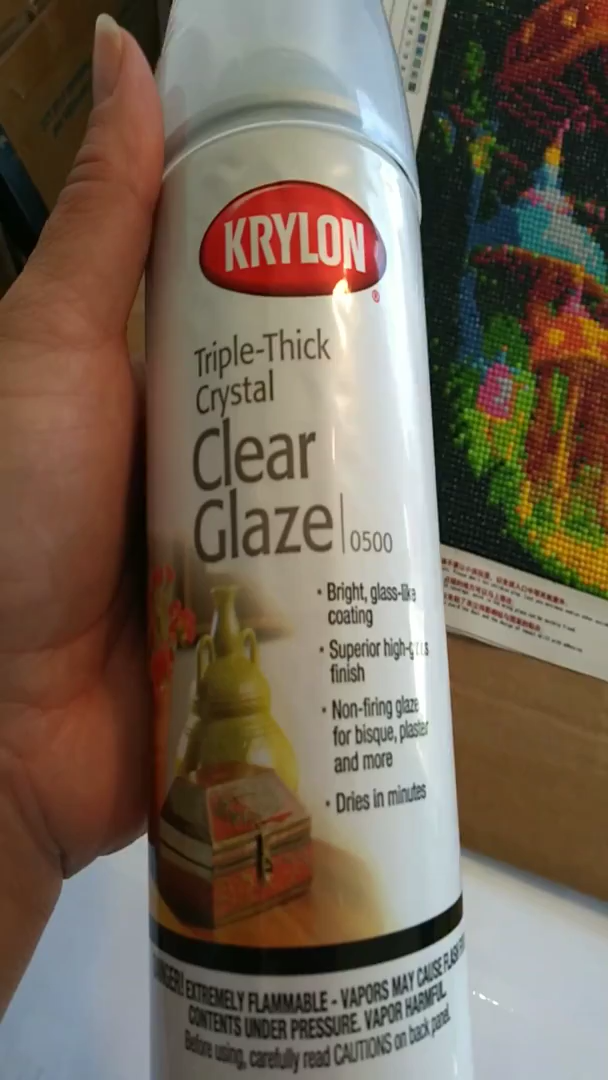 KRYLON
®
Triple-Thick
Crystal
Clear
Glaze | 0500
• Bright, glass-like
coating
• Superior high-gloss
finish
• Non-firing glaze
for bisque, plaster
and more
• Dries in minutes
DANGER! EXTREMELY FLAMMABLE - VAPORS MAY CAUSE FLASH
CONTENTS UNDER PRESSURE. VAPOR HARMFUL.
Before using, carefully read CAUTIONS on back panel.